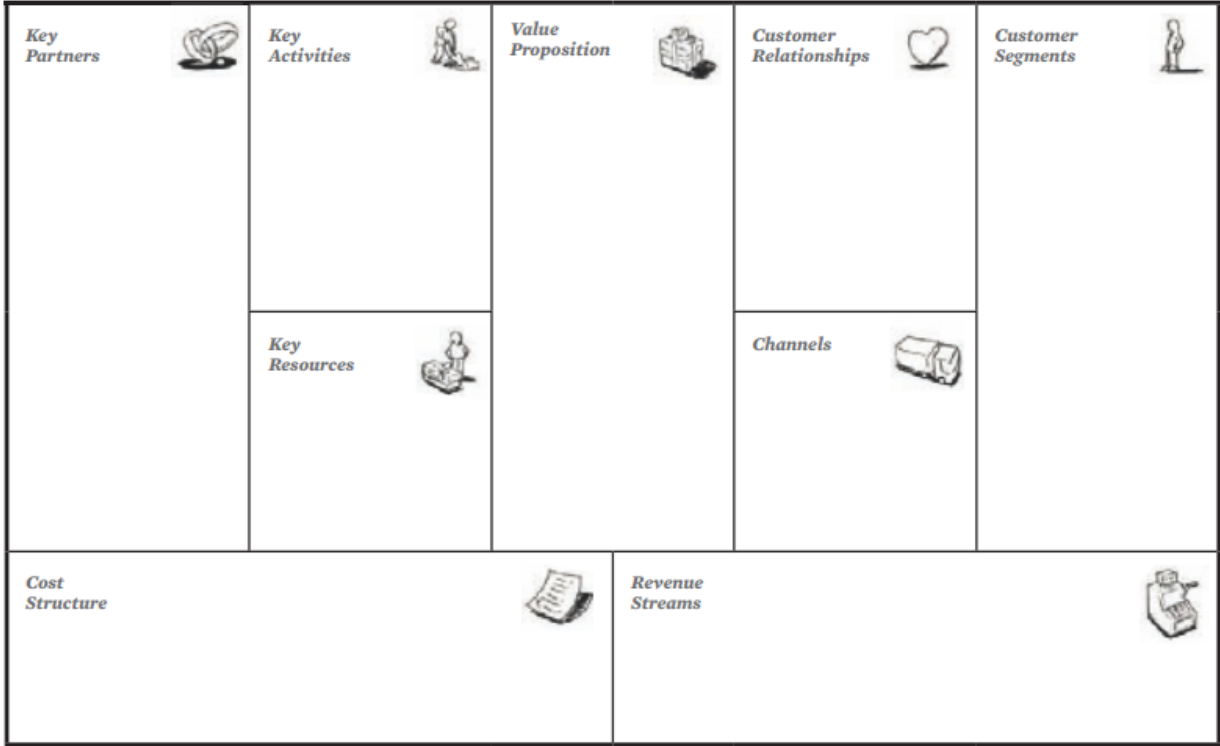 Key
Partners
Key
Activities
Value
Proposition
Customer
Relationships
Customer
Segments
Key
Resources
Channels
Cost
Structure
Revenue
Streams